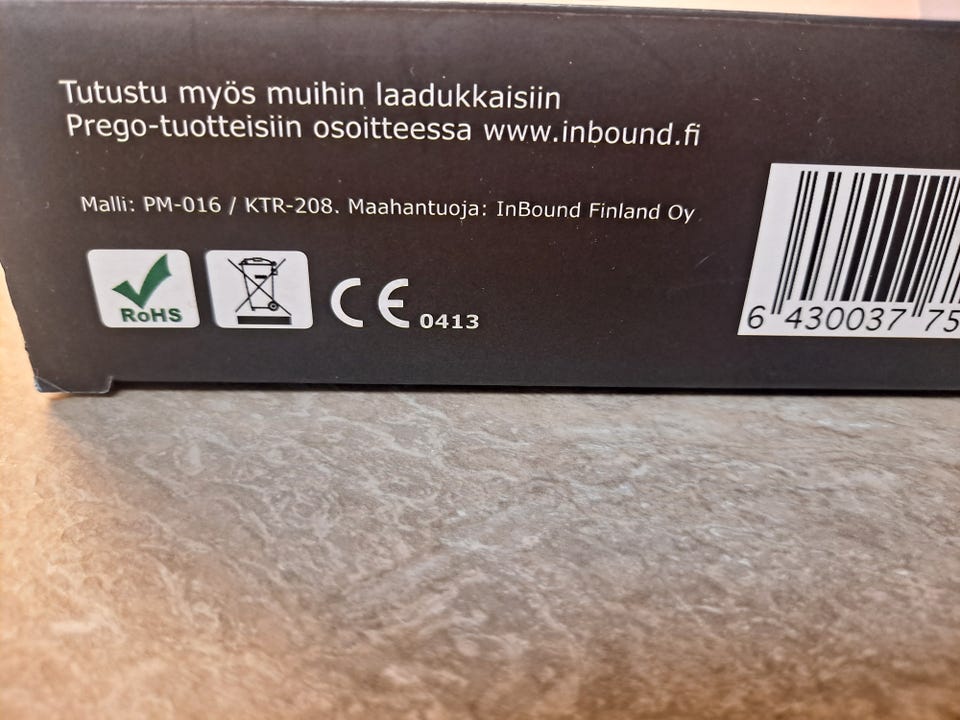 Tutustu myös muihin laadukkaisiin
Prego-tuotteisiin osoitteessa www.inbound.fi
Malli: PM-016 / KTR-208. Maahantuoja: InBound Finland Oy
RoHS
CE 0413
6 430037 75